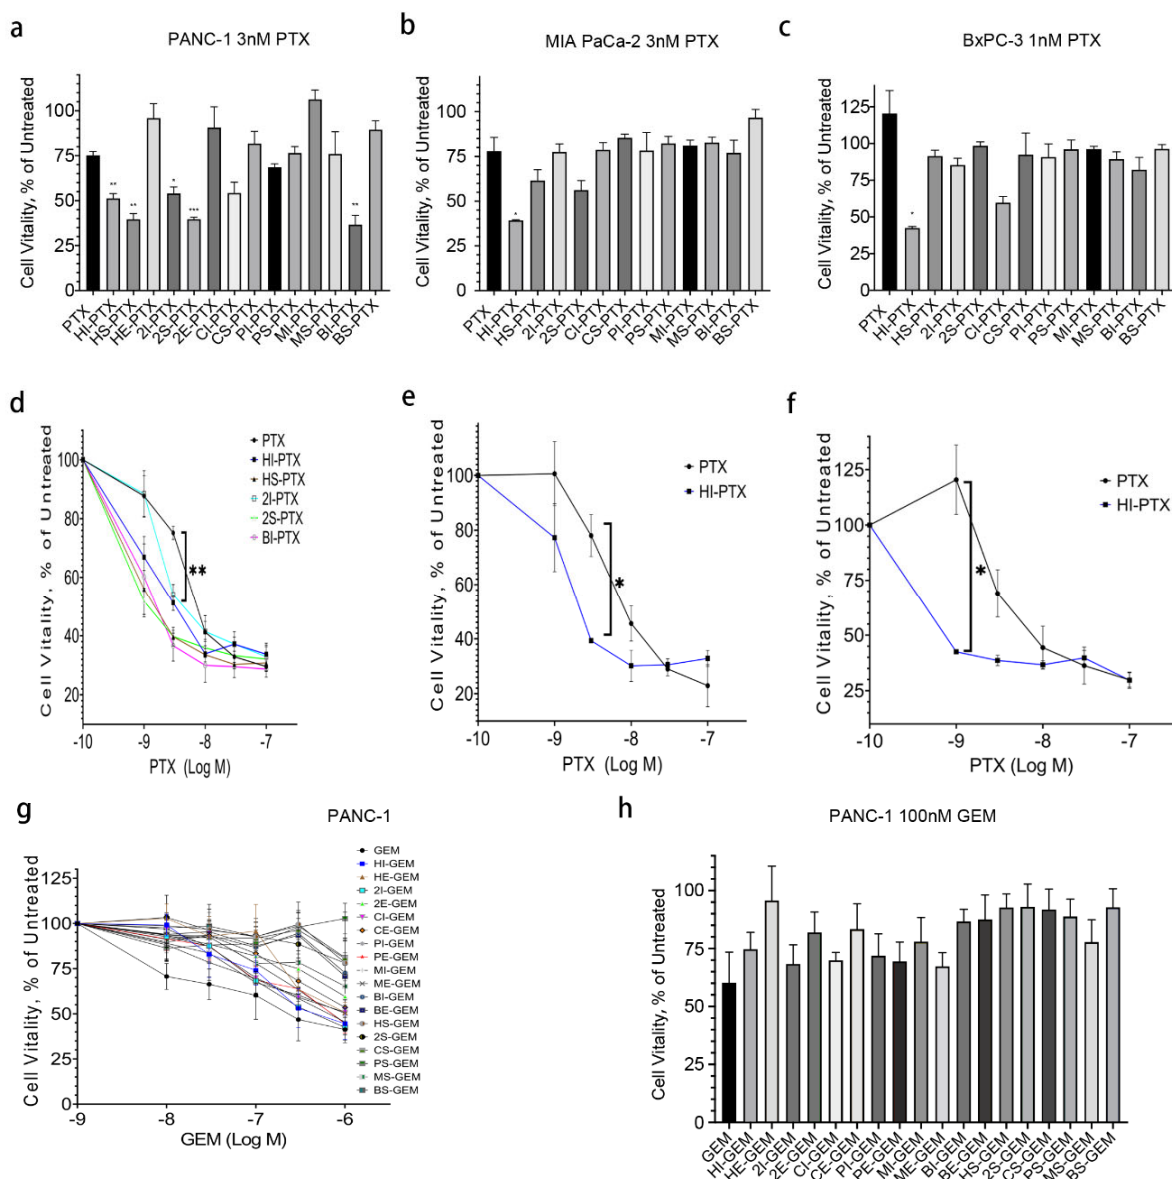 a
PANC-1 3nM PTX
Cell Vitality, % of Untreated
100
75
50
25
0
**
**
*
***
**
PTX
HI-PTX
HS-PTX
HE-PTX
2I-PTX
2S-PTX
2E-PTX
CI-PTX
CS-PTX
PI-PTX
PS-PTX
MI-PTX
MS-PTX
BI-PTX
BS-PTX
b
MIA PaCa-2 3nM PTX
Cell Vitality, % of Untreated
100
75
50
25
0
*
PTX
HI-PTX
HS-PTX
2I-PTX
2S-PTX
CI-PTX
CS-PTX
PI-PTX
PS-PTX
MI-PTX
MS-PTX
BI-PTX
BS-PTX
c
BxPC-3 1nM PTX
Cell Vitality, % of Untreated
125
100
75
50
25
0
*
PTX
HI-PTX
HS-PTX
2I-PTX
2S-PTX
CI-PTX
CS-PTX
PI-PTX
PS-PTX
MI-PTX
MS-PTX
BI-PTX
BS-PTX
d
Cell Vitality, % of Untreated
100
80
60
40
20
PTX
HI-PTX
HS-PTX
2I-PTX
2S-PTX
BI-PTX
**
-10 -9 -8 -7
PTX (Log M)
e
Cell Vitality, % of Untreated
100
80
60
40
20
PTX
HI-PTX
*
-10 -9 -8 -7
PTX (Log M)
f
Cell Vitality, % of Untreated
125
100
75
50
25
PTX
HI-PTX
*
-10 -9 -8 -7
PTX (Log M)
g
PANC-1
Cell Vitality, % of Untreated
125
100
75
50
25
0
-9 -8 -7 -6
GEM (Log M)
GEM
HI-GEM
HE-GEM
2I-GEM
2E-GEM
CI-GEM
CE-GEM
PI-GEM
PE-GEM
MI-GEM
ME-GEM
BI-GEM
BE-GEM
HS-GEM
2S-GEM
CS-GEM
PS-GEM
MS-GEM
BS-GEM
h
PANC-1 100nM GEM
Cell Vitality, % of Untreated
100
75
50
25
0
GEM
HI-GEM
HE-GEM
2I-GEM
2E-GEM
CI-GEM
CE-GEM
PI-GEM
PE-GEM
MI-GEM
ME-GEM
BI-GEM
BE-GEM
HS-GEM
2S-GEM
CS-GEM
PS-GEM
MS-GEM
BS-GEM